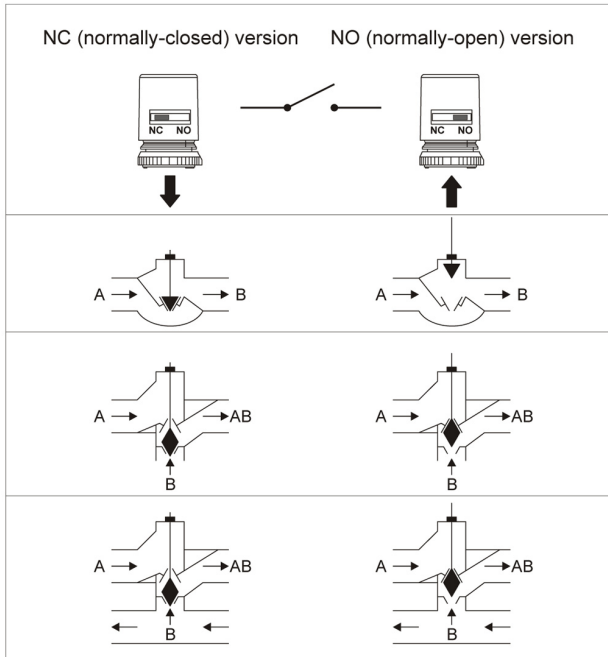 NC (normally-closed) version NO (normally-open) version
NC NO NC NO
A B A B
A AB A AB
B B
A AB A AB
B B